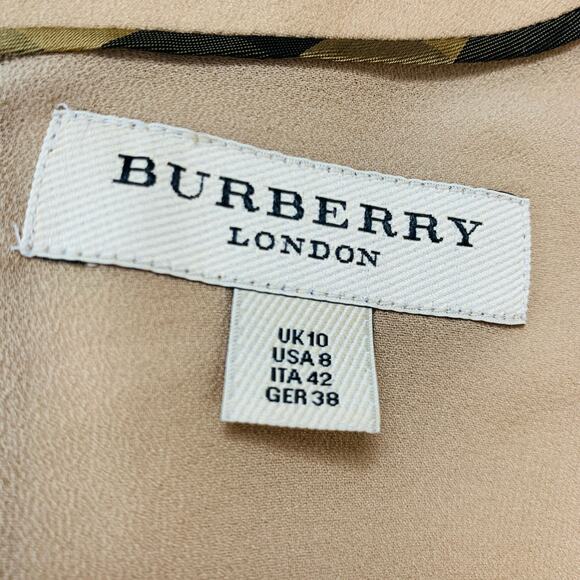 BURBERRY
LONDON
UK10
USA 8
ITA 42
GER 38